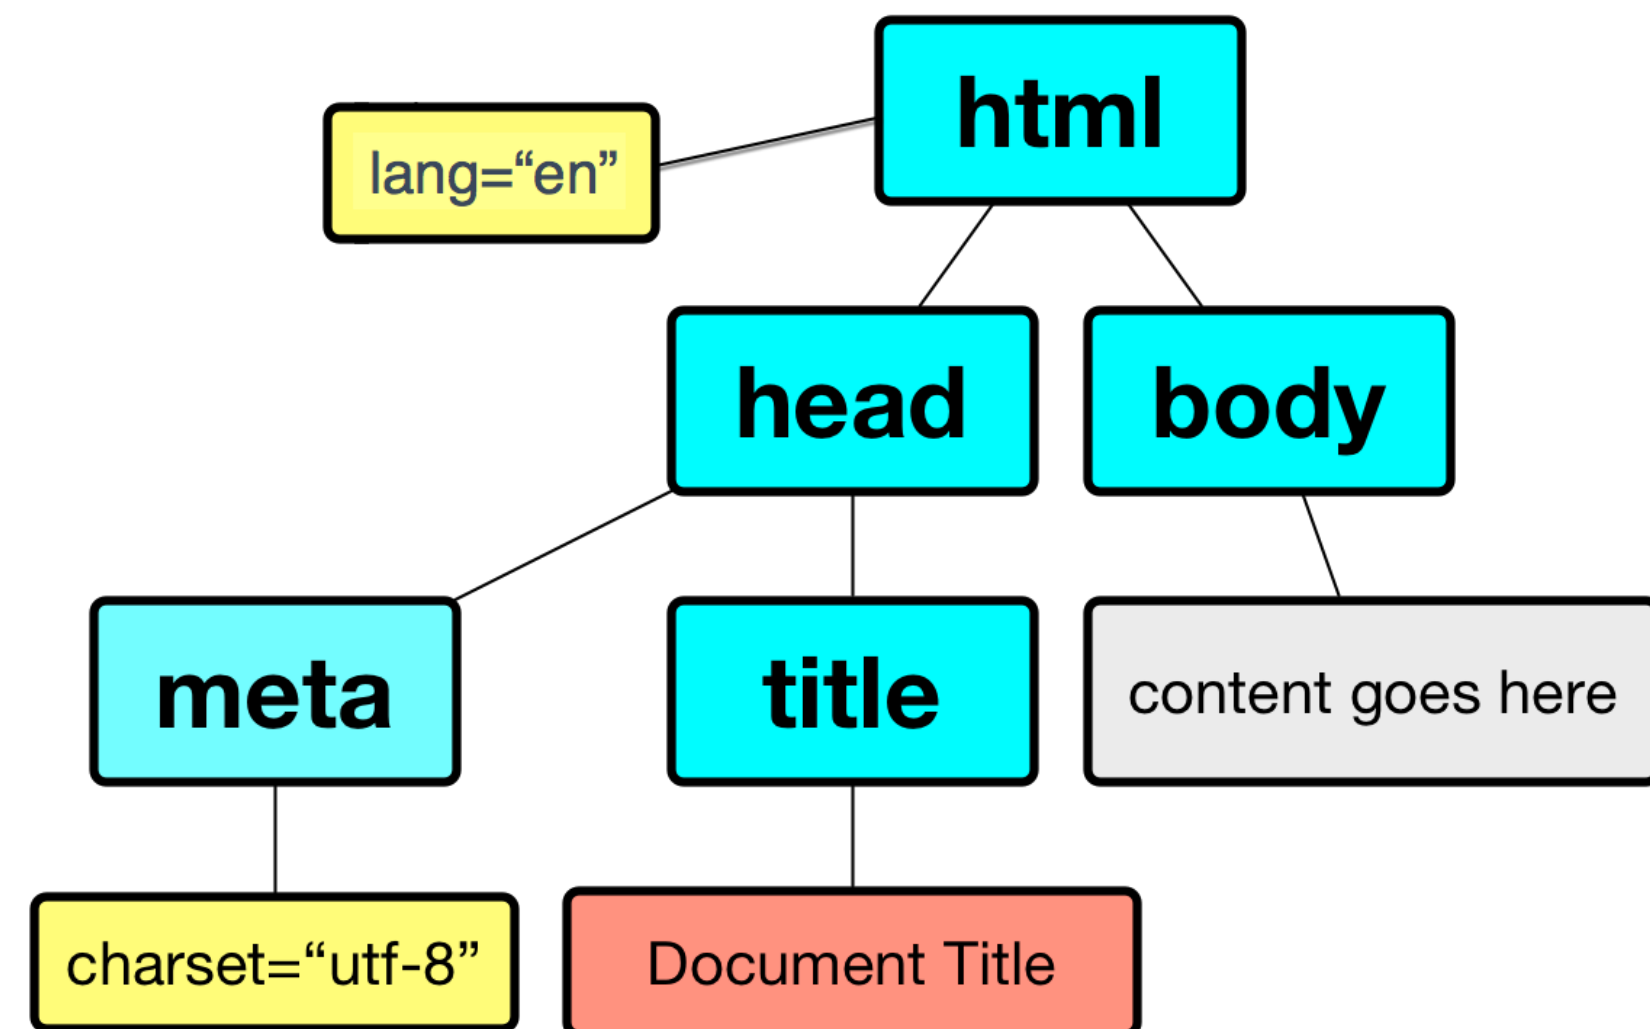 html
lang=“en”
head
body
meta
title
content goes here
charset=“utf-8”
Document Title